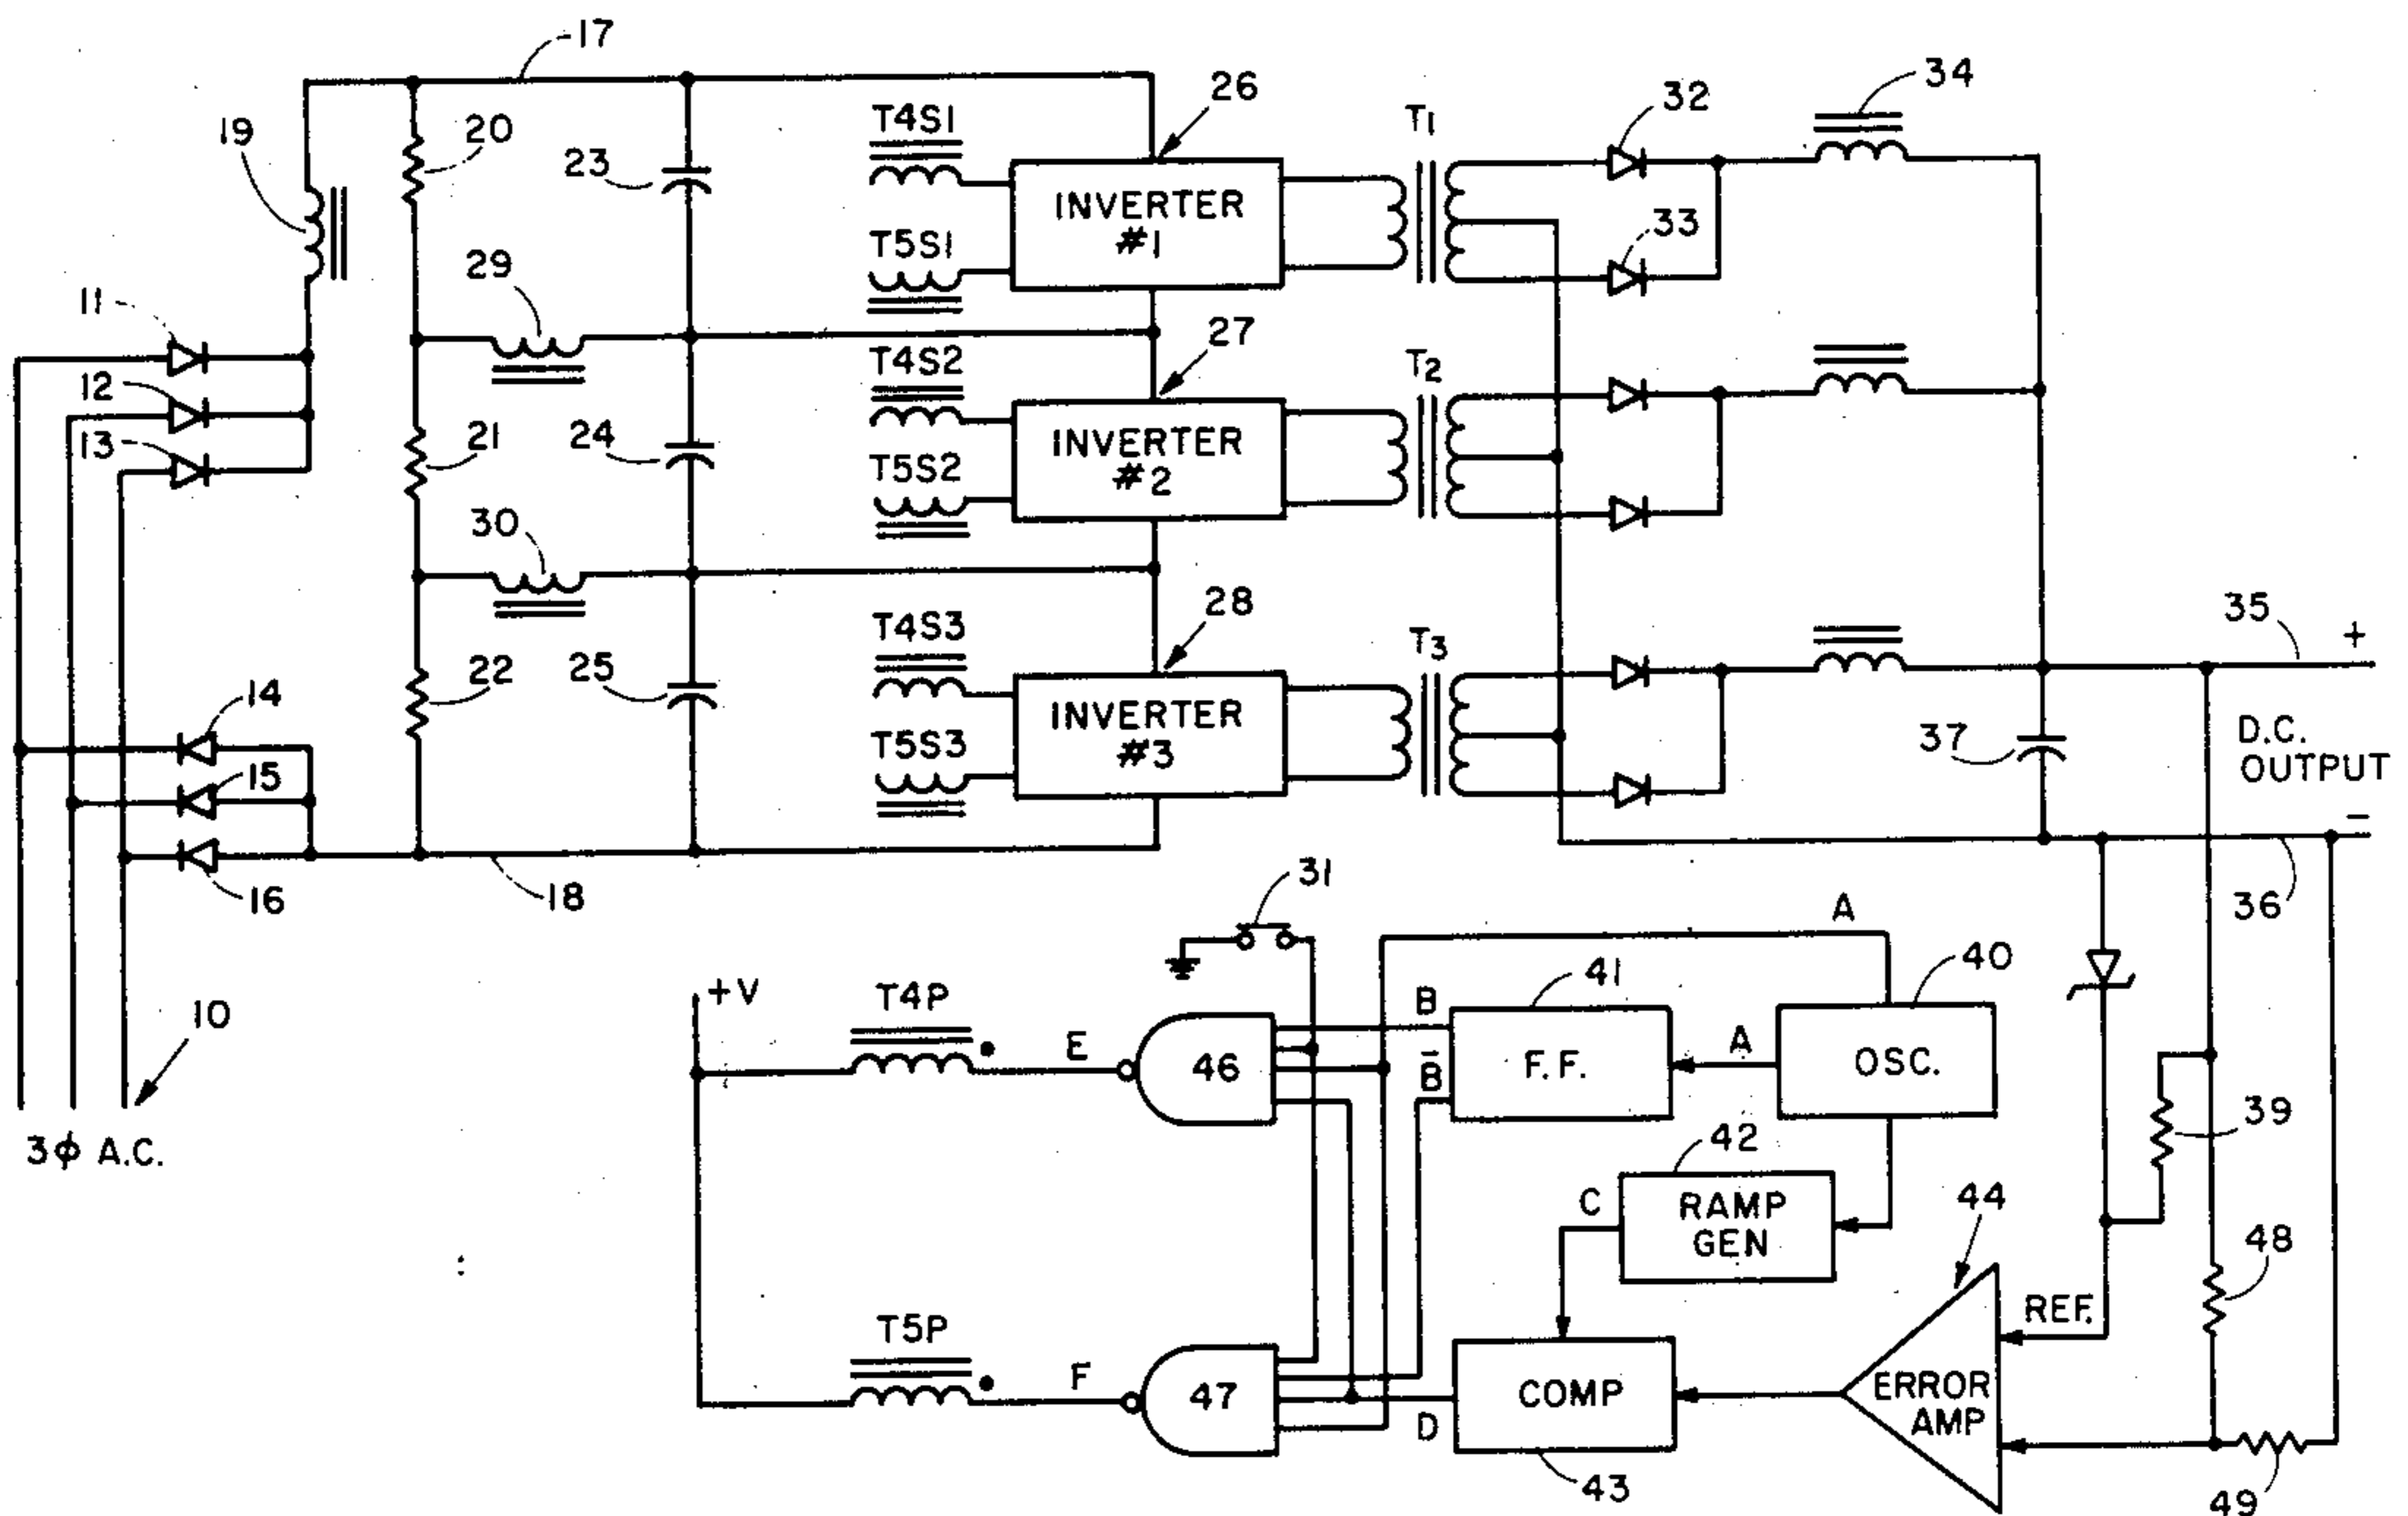 17
34
26
32
T4S1
T1
20
19
23
INVERTER
#1
33
T5S1
29
11
27
T4S2
T2
12
21
24
13
INVERTER
#2
T5S2
30
28
35
T4S3
T3
+
22
25
14
INVERTER
#3
37
D.C.
OUTPUT
T5S3
15
–
31
16
18
A
36
+V
T4P
B
41
40
10
E
46
F.F.
A
OSC.
B̄
39
3ϕ A.C.
42
C
RAMP
GEN
44
48
T5P
REF.
F
47
COMP
ERROR
AMP
D
43
49